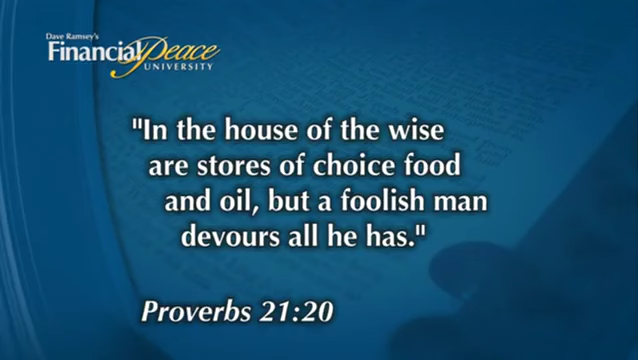 Dave Ramsey's
Financial Peace
UNIVERSITY
"In the house of the wise
are stores of choice food
and oil, but a foolish man
devours all he has."
Proverbs 21:20